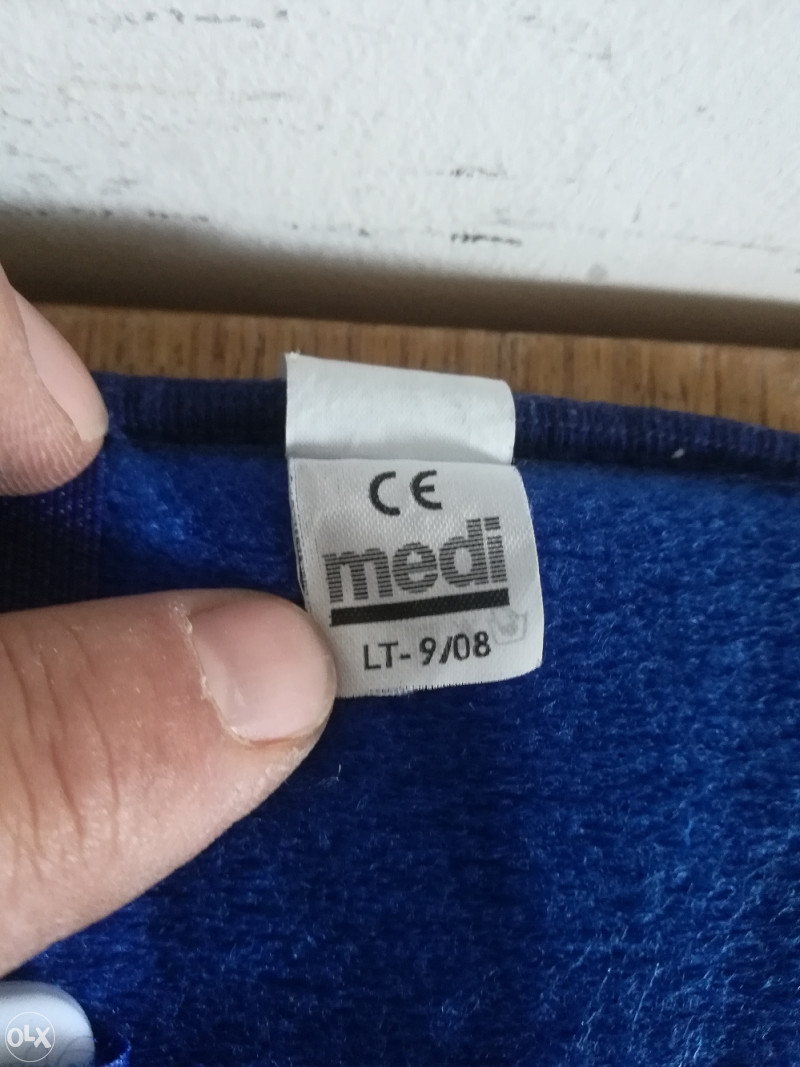 CE
medi
LT- 9/08
OLX